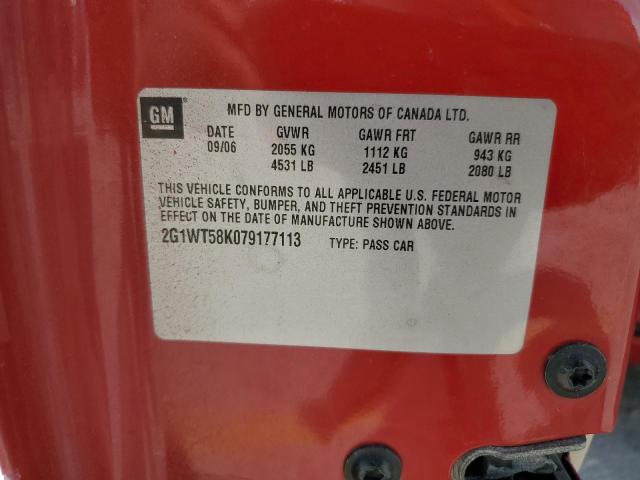 GM
MFD BY GENERAL MOTORS OF CANADA LTD.
DATE GVWR GAWR FRT GAWR RR
09/06 2055 KG 1112 KG 943 KG
4531 LB 2451 LB 2080 LB
THIS VEHICLE CONFORMS TO ALL APPLICABLE U.S. FEDERAL MOTOR
VEHICLE SAFETY, BUMPER, AND THEFT PREVENTION STANDARDS IN
EFFECT ON THE DATE OF MANUFACTURE SHOWN ABOVE.
2G1WT58K079177113 TYPE: PASS CAR